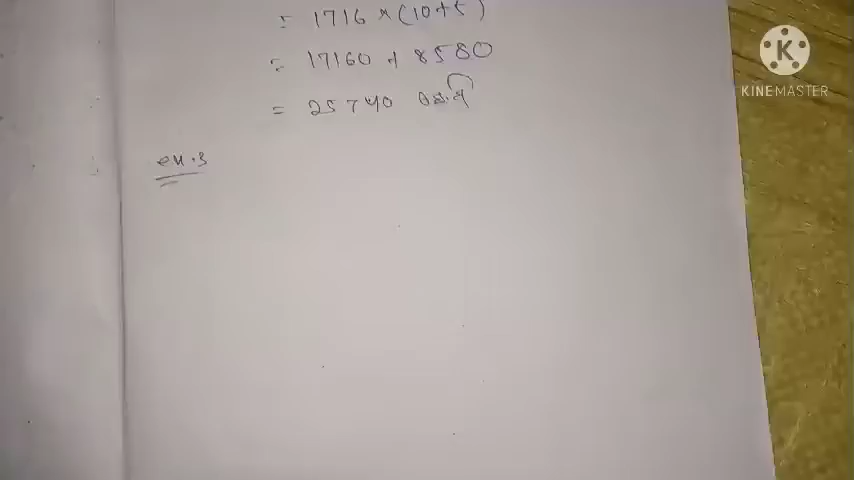 = 1716 × (10+5)
= 17160 + 8580
= 25740
ex.3
KINEMASTER